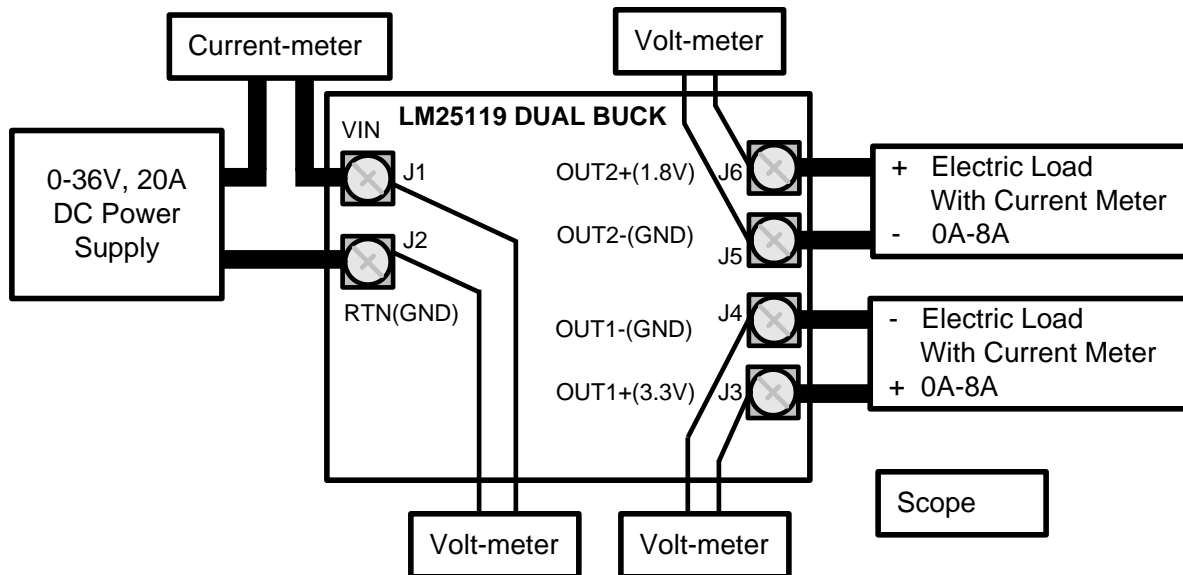 Current-meter
Volt-meter
LM25119 DUAL BUCK
VIN
J1
0-36V, 20A
DC Power
Supply
J2
RTN(GND)
OUT2+(1.8V)
J6
OUT2-(GND)
J5
OUT1-(GND)
J4
OUT1+(3.3V)
J3
+ Electric Load
With Current Meter
- 0A-8A
- Electric Load
With Current Meter
+ 0A-8A
Scope
Volt-meter
Volt-meter